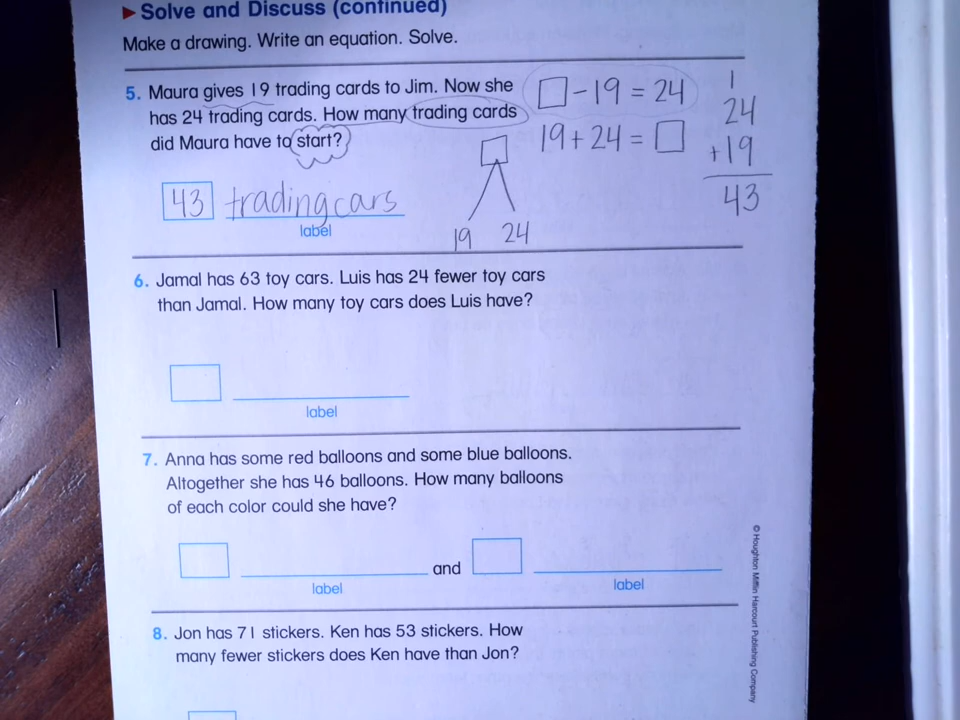 ▶ Solve and Discuss (continued)
Make a drawing. Write an equation. Solve.
5. Maura gives 19 trading cards to Jim. Now she
has 24 trading cards. How many trading cards
did Maura have to start?
□ - 19 = 24
19 + 24 = □
1
24
+19
43
□
19 24
43 trading cars
label
6. Jamal has 63 toy cars. Luis has 24 fewer toy cars
than Jamal. How many toy cars does Luis have?
label
7. Anna has some red balloons and some blue balloons.
Altogether she has 46 balloons. How many balloons
of each color could she have?
and
label label
8. Jon has 71 stickers. Ken has 53 stickers. How
many fewer stickers does Ken have than Jon?
© Houghton Mifflin Harcourt Publishing Company